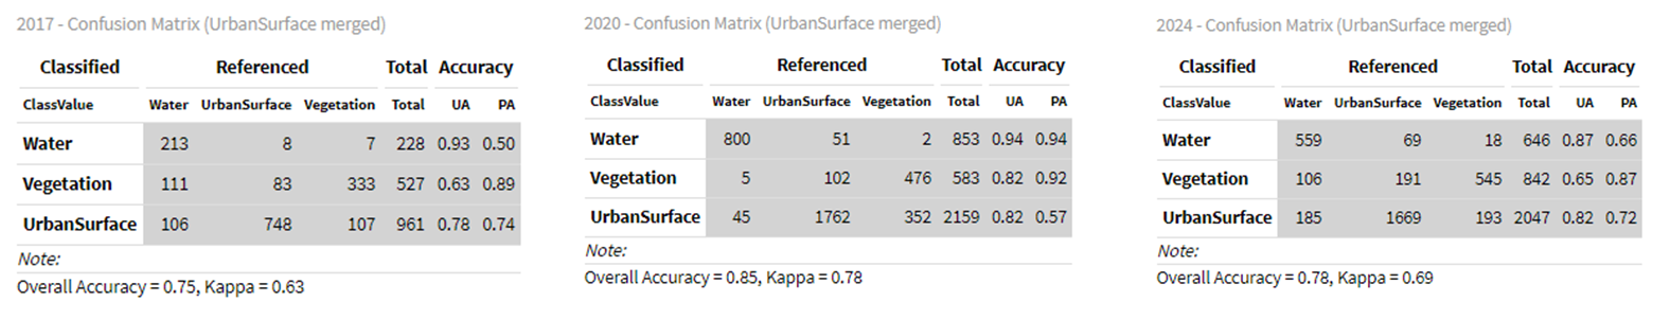 2017 - Confusion Matrix (UrbanSurface merged)
Classified Referenced Total Accuracy
ClassValue Water UrbanSurface Vegetation Total UA PA
Water 213 8 7 228 0.93 0.50
Vegetation 111 83 333 527 0.63 0.89
UrbanSurface 106 748 107 961 0.78 0.74
Note:
Overall Accuracy = 0.75, Kappa = 0.63
2020 - Confusion Matrix (UrbanSurface merged)
Classified Referenced Total Accuracy
ClassValue Water UrbanSurface Vegetation Total UA PA
Water 800 51 2 853 0.94 0.94
Vegetation 5 102 476 583 0.82 0.92
UrbanSurface 45 1762 352 2159 0.82 0.57
Note:
Overall Accuracy = 0.85, Kappa = 0.78
2024 - Confusion Matrix (UrbanSurface merged)
Classified Referenced Total Accuracy
ClassValue Water UrbanSurface Vegetation Total UA PA
Water 559 69 18 646 0.87 0.66
Vegetation 106 191 545 842 0.65 0.87
UrbanSurface 185 1669 193 2047 0.82 0.72
Note:
Overall Accuracy = 0.78, Kappa = 0.69